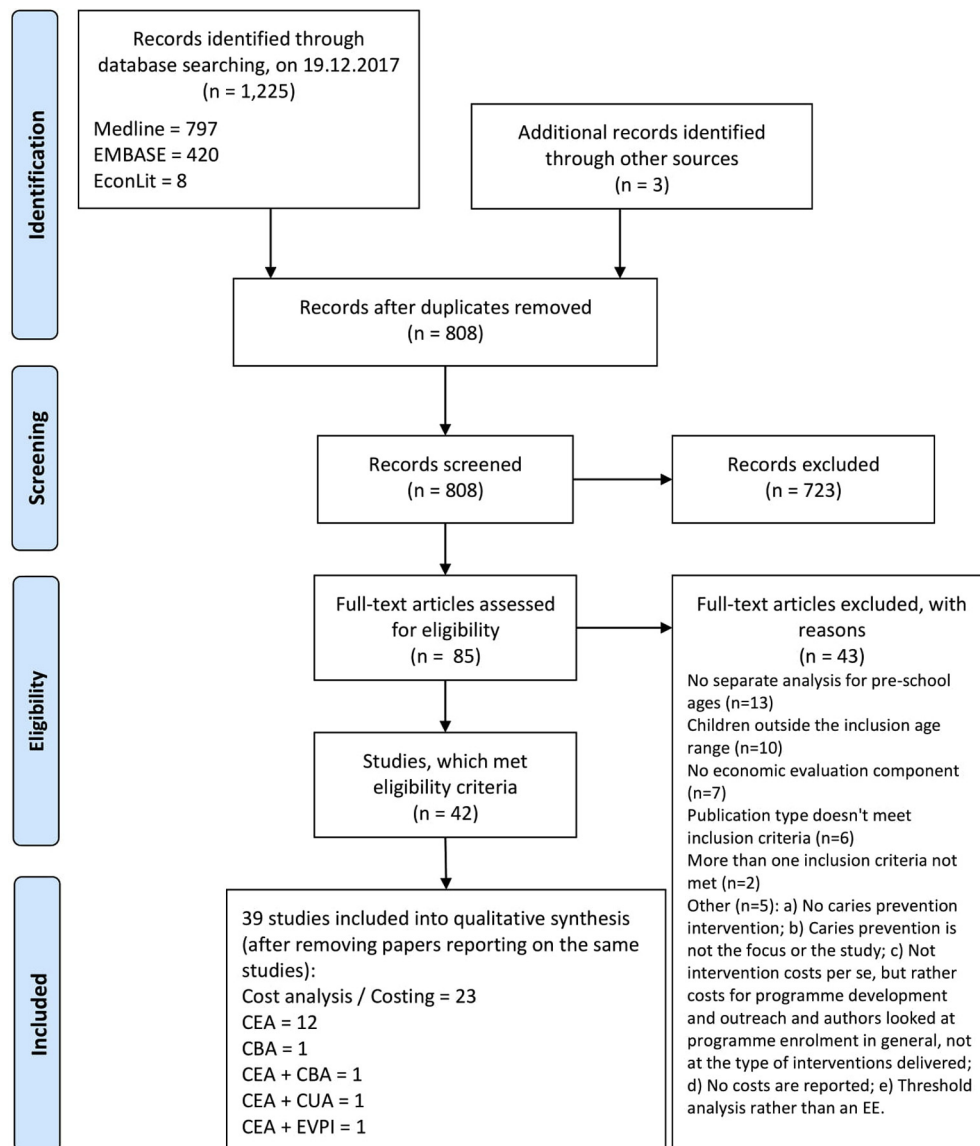 Identification
Records identified through
database searching, on 19.12.2017
(n = 1,225)
Medline = 797
EMBASE = 420
EconLit = 8
Additional records identified
through other sources
(n = 3)
Records after duplicates removed
(n = 808)
Screening
Records screened
(n = 808)
Records excluded
(n = 723)
Eligibility
Full-text articles assessed
for eligibility
(n = 85)
Full-text articles excluded, with
reasons
(n = 43)
No separate analysis for pre-school
ages (n=13)
Children outside the inclusion age
range (n=10)
No economic evaluation component
(n=7)
Publication type doesn't meet
inclusion criteria (n=6)
More than one inclusion criteria not
met (n=2)
Other (n=5): a) No caries prevention
intervention; b) Caries prevention is
not the focus or the study; c) Not
intervention costs per se, but rather
costs for programme development
and outreach and authors looked at
programme enrolment in general, not
at the type of interventions delivered;
d) No costs are reported; e) Threshold
analysis rather than an EE.
Studies, which met
eligibility criteria
(n = 42)
Included
39 studies included into qualitative synthesis
(after removing papers reporting on the same
studies):
Cost analysis / Costing = 23
CEA = 12
CBA = 1
CEA + CBA = 1
CEA + CUA = 1
CEA + EVPI = 1